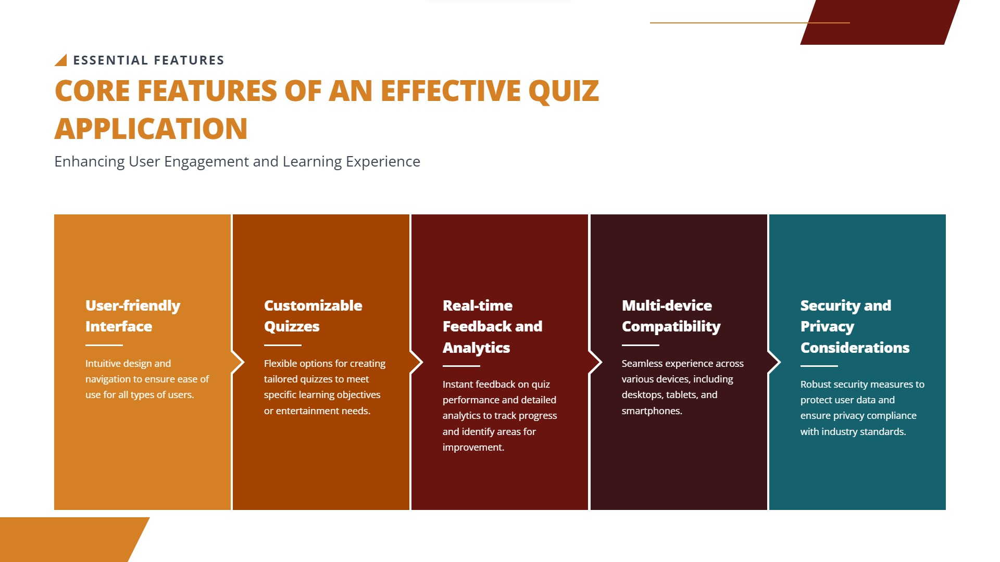 ESSENTIAL FEATURES
CORE FEATURES OF AN EFFECTIVE QUIZ
APPLICATION
Enhancing User Engagement and Learning Experience
User-friendly
Interface
Intuitive design and
navigation to ensure ease of
use for all types of users.
Customizable
Quizzes
Flexible options for creating
tailored quizzes to meet
specific learning objectives
or entertainment needs.
Real-time
Feedback and
Analytics
Instant feedback on quiz
performance and detailed
analytics to track progress
and identify areas for
improvement.
Multi-device
Compatibility
Seamless experience across
various devices, including
desktops, tablets, and
smartphones.
Security and
Privacy
Considerations
Robust security measures to
protect user data and
ensure privacy compliance
with industry standards.